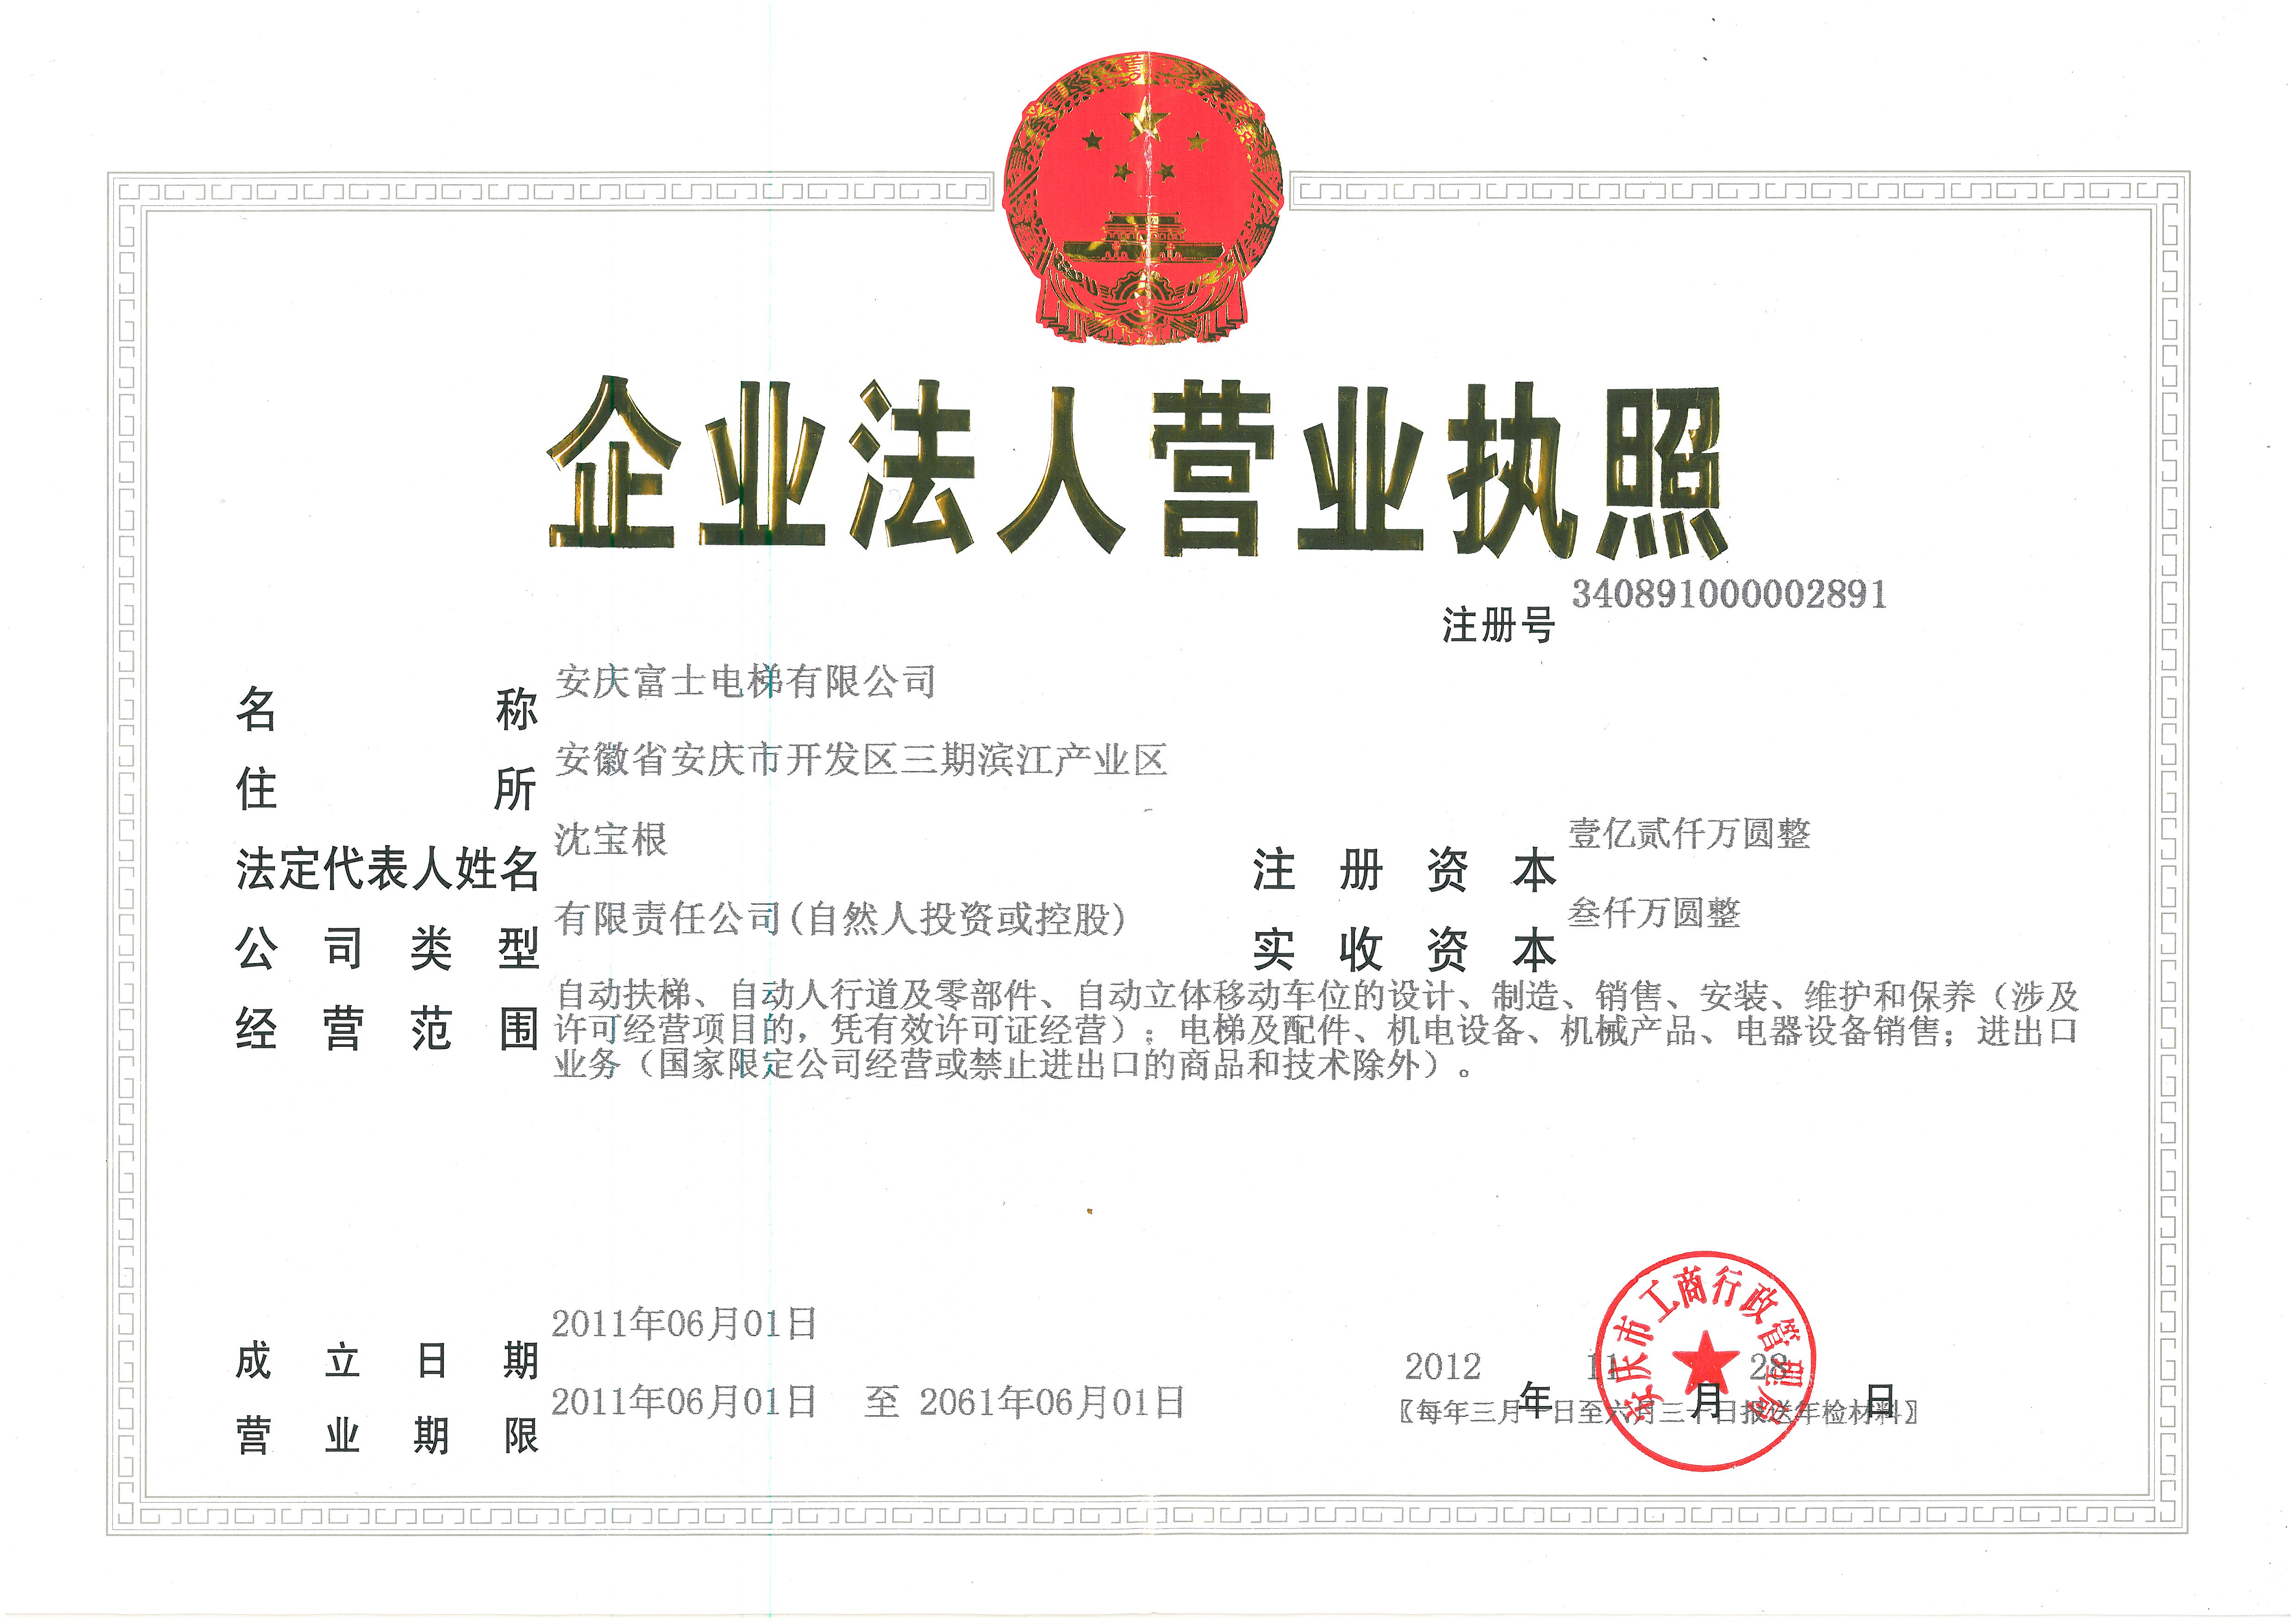 企业法人营业执照
注册号 340891000002891
名称 安庆富士电梯有限公司
住所 安徽省安庆市开发区三期滨江产业区
法定代表人姓名 沈宝根
注册资本 壹亿贰仟万圆整
公司类型 有限责任公司(自然人投资或控股)
实收资本 叁仟万圆整
经营范围 自动扶梯、自动人行道及零部件、自动立体移动车位的设计、制造、销售、安装、维护和保养（涉及
许可经营项目的，凭有效许可证经营）；电梯及配件、机电设备、机械产品、电器设备销售；进出口
业务（国家限定公司经营或禁止进出口的商品和技术除外）。
成立日期 2011年06月01日
营业期限 2011年06月01日 至 2061年06月01日
安庆市工商行政管理局
2012年11月28日
〖每年三月一日至六月三十日报送年检材料〗